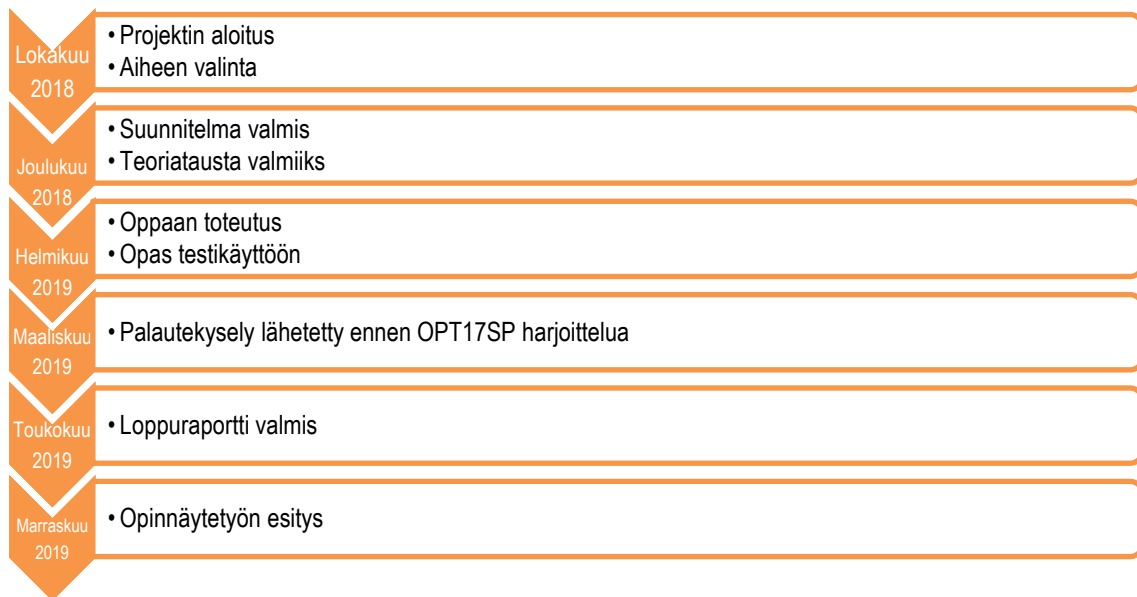 Lokakuu
2018
• Projektin aloitus
• Aiheen valinta
Joulukuu
2018
• Suunnitelma valmis
• Teoriatausta valmiiks
Helmikuu
2019
• Oppaan toteutus
• Opas testikäyttöön
Maaliskuu
2019
• Palautekysely lähetetty ennen OPT17SP harjoittelua
Toukokuu
2019
• Loppuraportti valmis
Marraskuu
2019
• Opinnäytetyön esitys